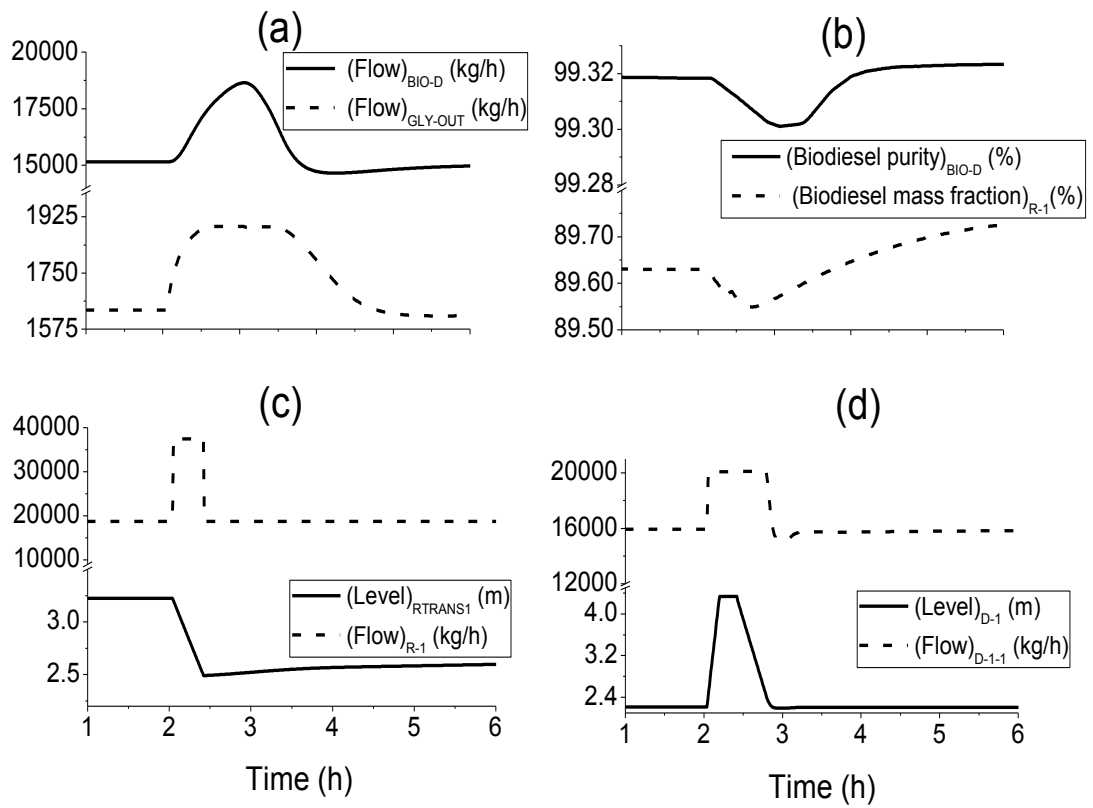 (a)
20000
17500
15000
1925
1750
1575
(Flow)BIO-D (kg/h)
(Flow)GLY-OUT (kg/h)
(b)
99.32
99.30
99.28
89.70
89.60
89.50
(Biodiesel purity)BIO-D (%)
(Biodiesel mass fraction)R-1(%)
(c)
40000
30000
20000
10000
3.0
2.5
(Level)RTRANS1 (m)
(Flow)R-1 (kg/h)
1 2 3 4 5 6
Time (h)
(d)
20000
16000
12000
4.0
3.2
2.4
(Level)D-1 (m)
(Flow)D-1-1 (kg/h)
1 2 3 4 5 6
Time (h)